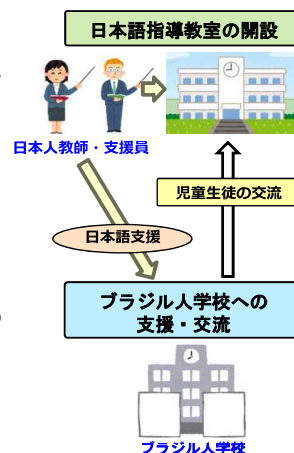 日本語指導教室の開設
日本人教師・支援員
児童生徒の交流
日本語支援
ブラジル人学校への
支援・交流
ブラジル人学校